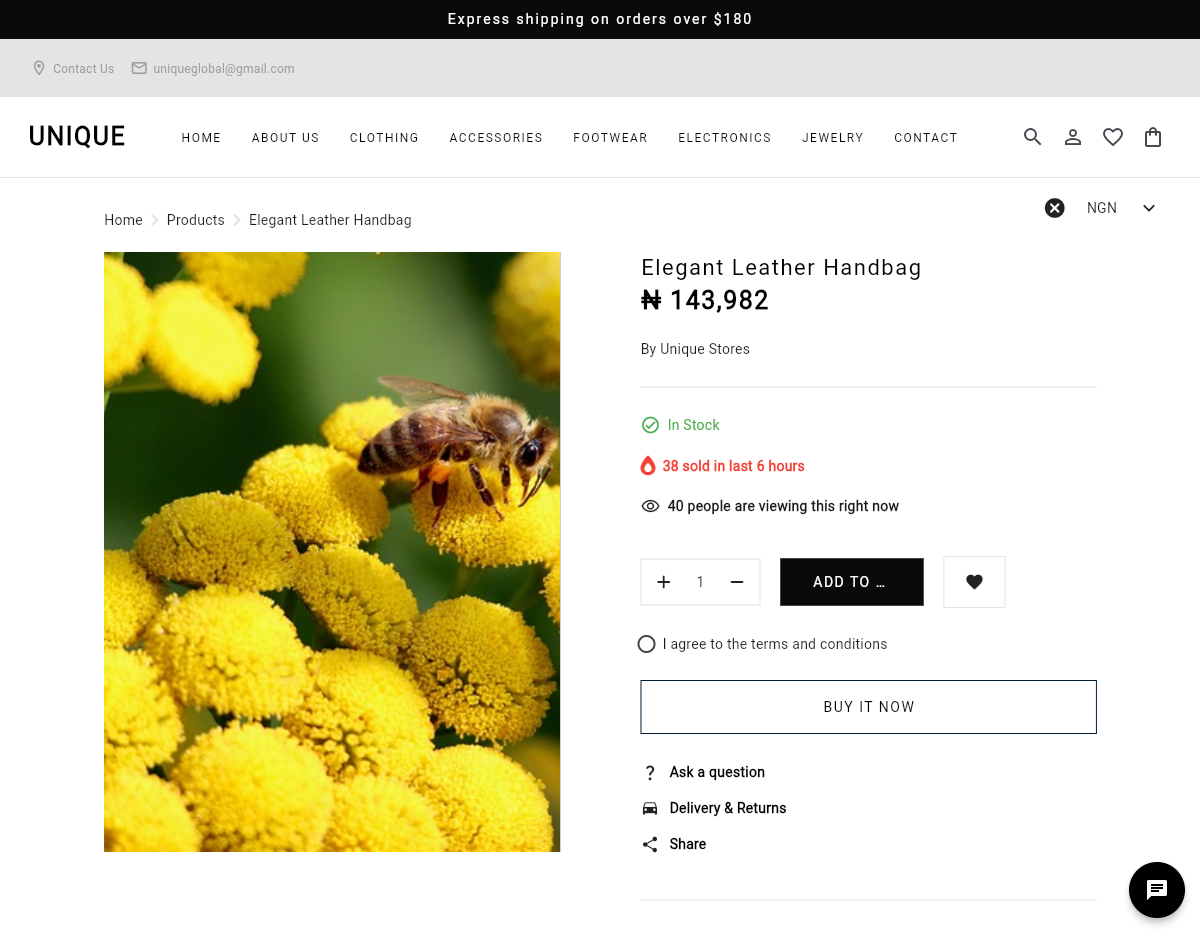 Express shipping on orders over $180
Contact Us uniqueglobal@gmail.com
UNIQUE HOME ABOUT US CLOTHING ACCESSORIES FOOTWEAR ELECTRONICS JEWELRY CONTACT
NGN
Home Products Elegant Leather Handbag
Elegant Leather Handbag
₦ 143,982
By Unique Stores
In Stock
38 sold in last 6 hours
40 people are viewing this right now
+ 1 − ADD TO ...
I agree to the terms and conditions
BUY IT NOW
? Ask a question
Delivery & Returns
Share